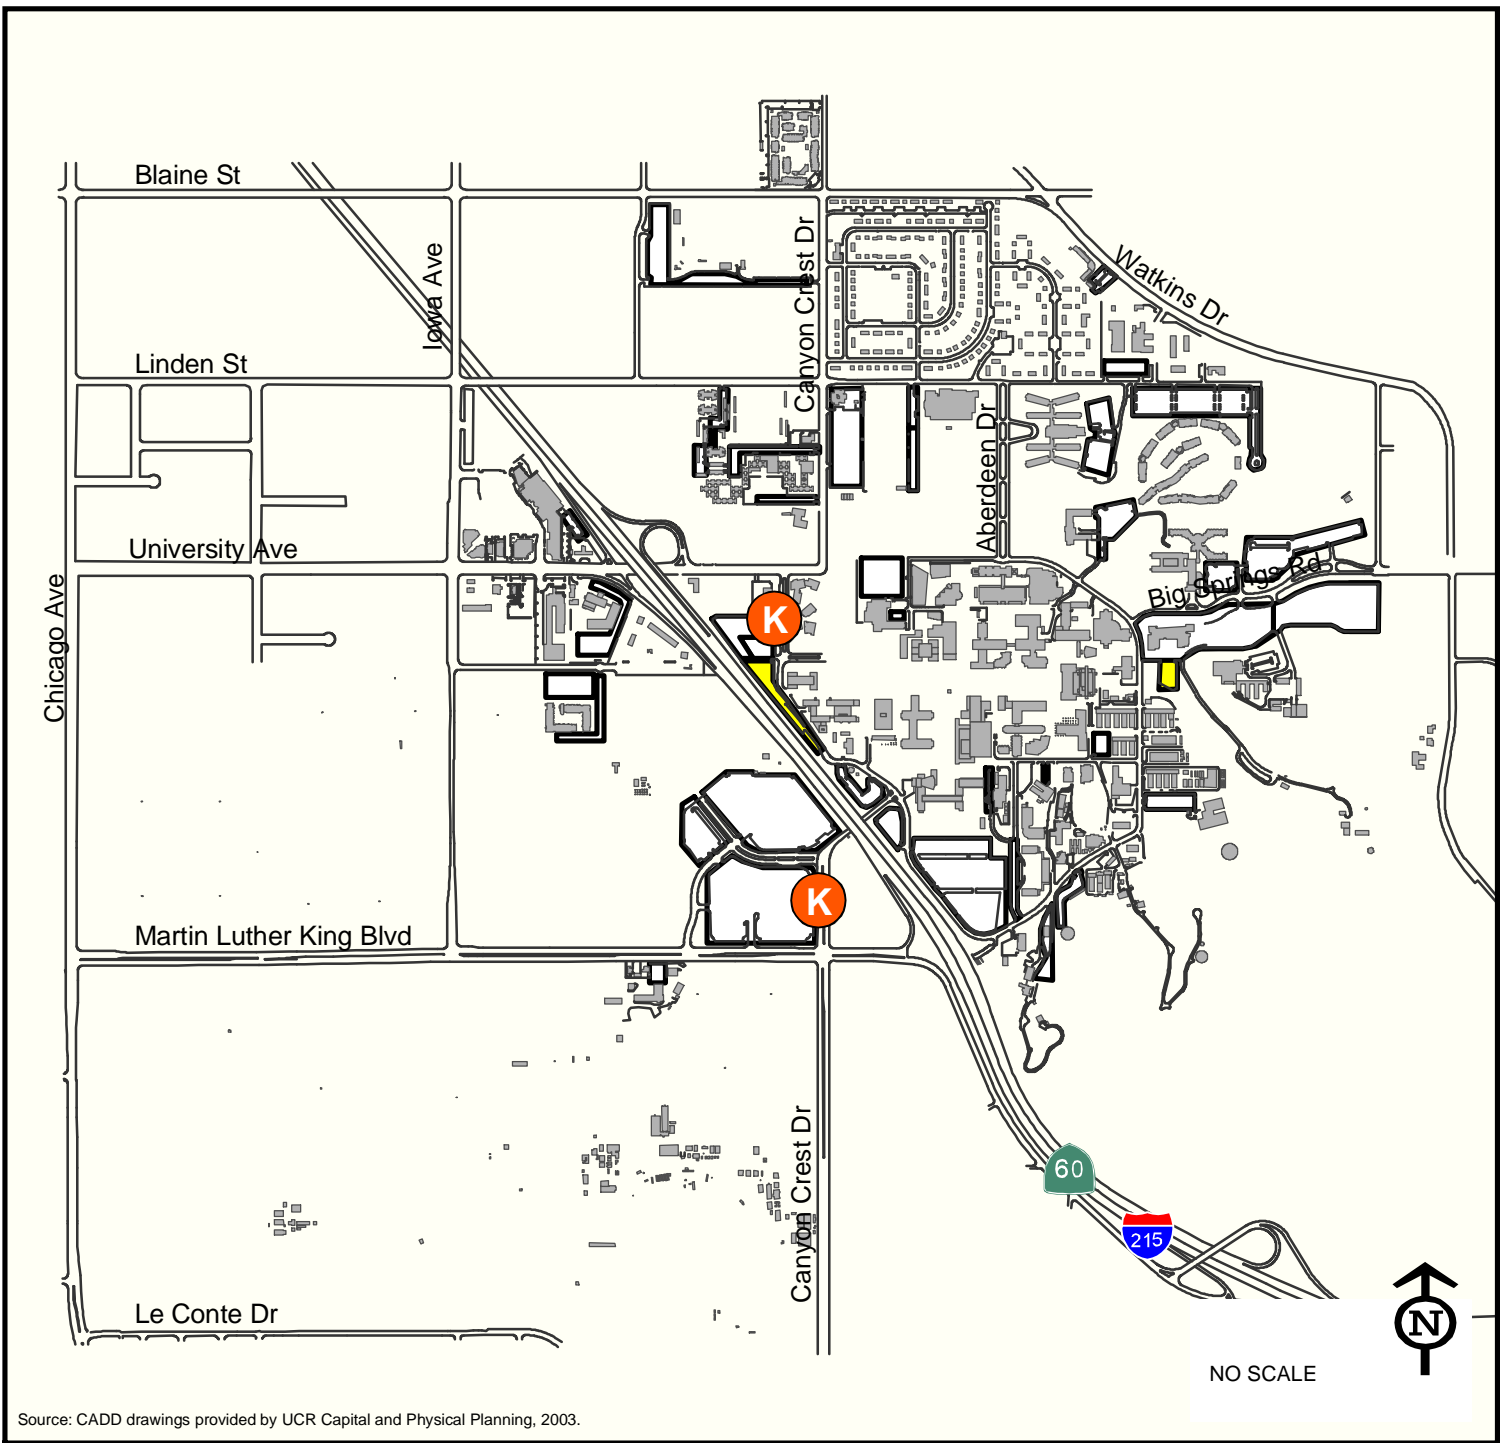 Blaine St
Canyon Crest Dr
Iowa Ave
Watkins Dr
Linden St
Aberdeen Dr
University Ave
Big Springs Rd
Chicago Ave
K
K
Martin Luther King Blvd
Canyon Crest Dr
60
215
Le Conte Dr
N
NO SCALE
Source: CADD drawings provided by UCR Capital and Physical Planning, 2003.